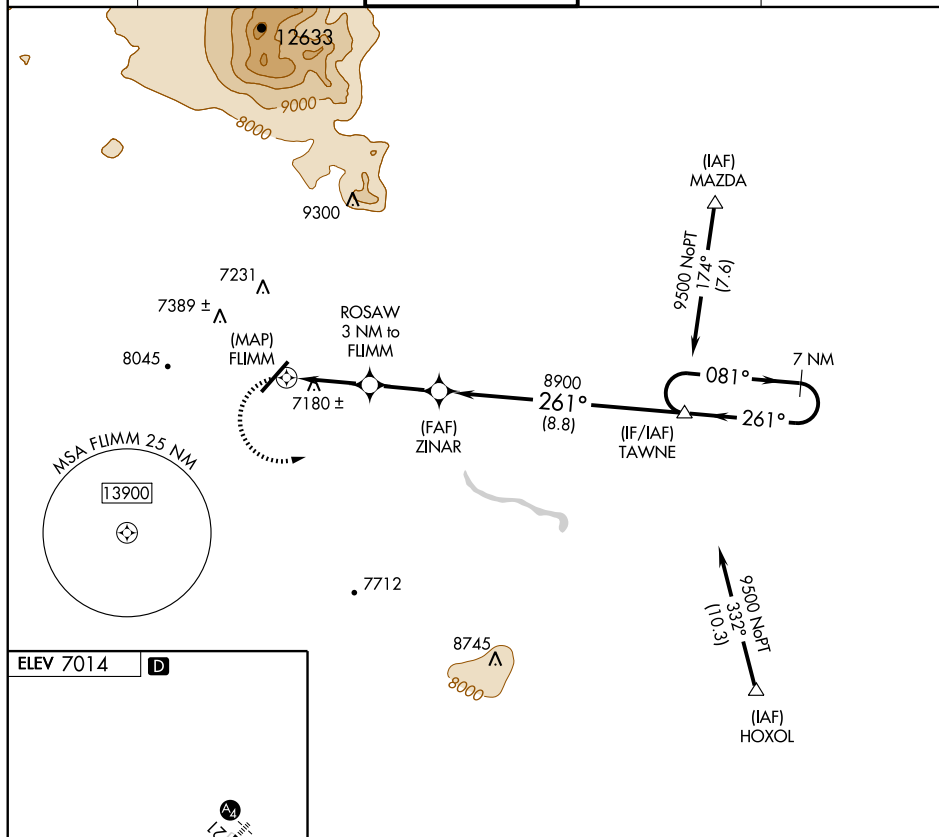 12633
9000
8000
9300
(IAF)
MAZDA
9500 NoPT
174°
(7.6)
7231
7389 ±
(MAP)
FLIMM
8045
ROSAW
3 NM to
FLIMM
7180 ±
(FAF)
ZINAR
8900
261°
(8.8)
081°
7 NM
261°
(IF/IAF)
TAWNE
MSA FLIMM 25 NM
13900
7712
8745
8000
9500 NoPT
332°
(10.3)
(IAF)
HOXOL
ELEV 7014
D
A4
21